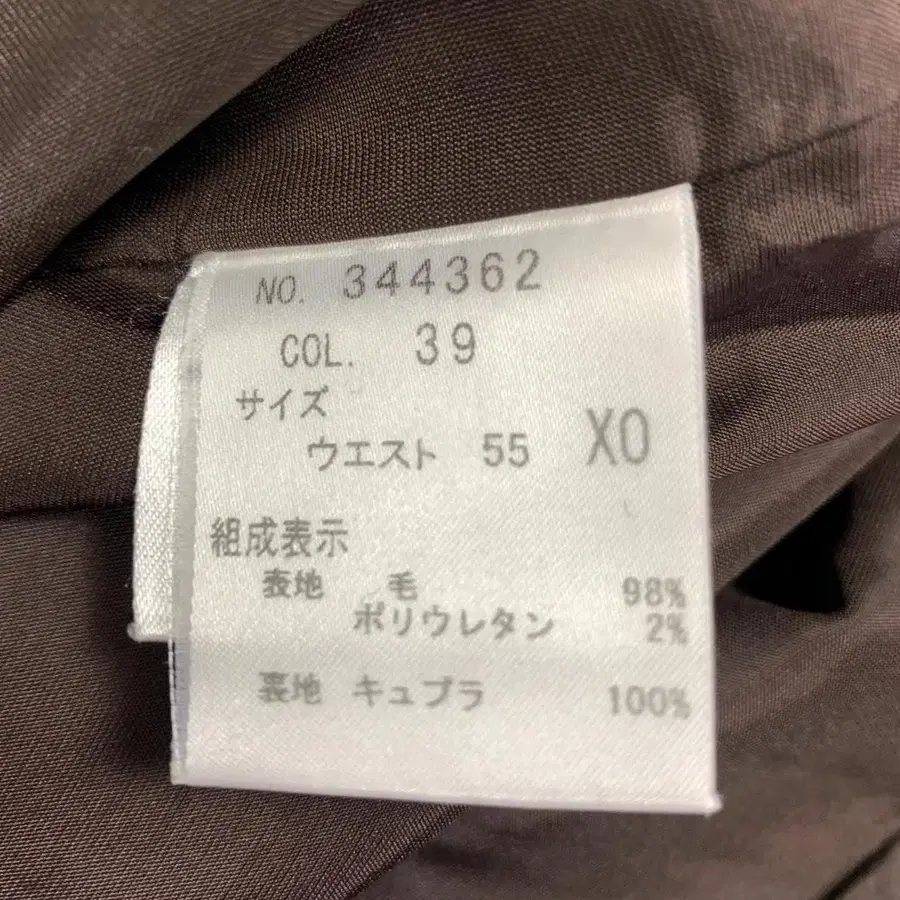 NO. 344362
COL. 39
サイズ
ウエスト 55 XO
組成表示
表地 毛 98%
ポリウレタン 2%
裏地 キュプラ 100%